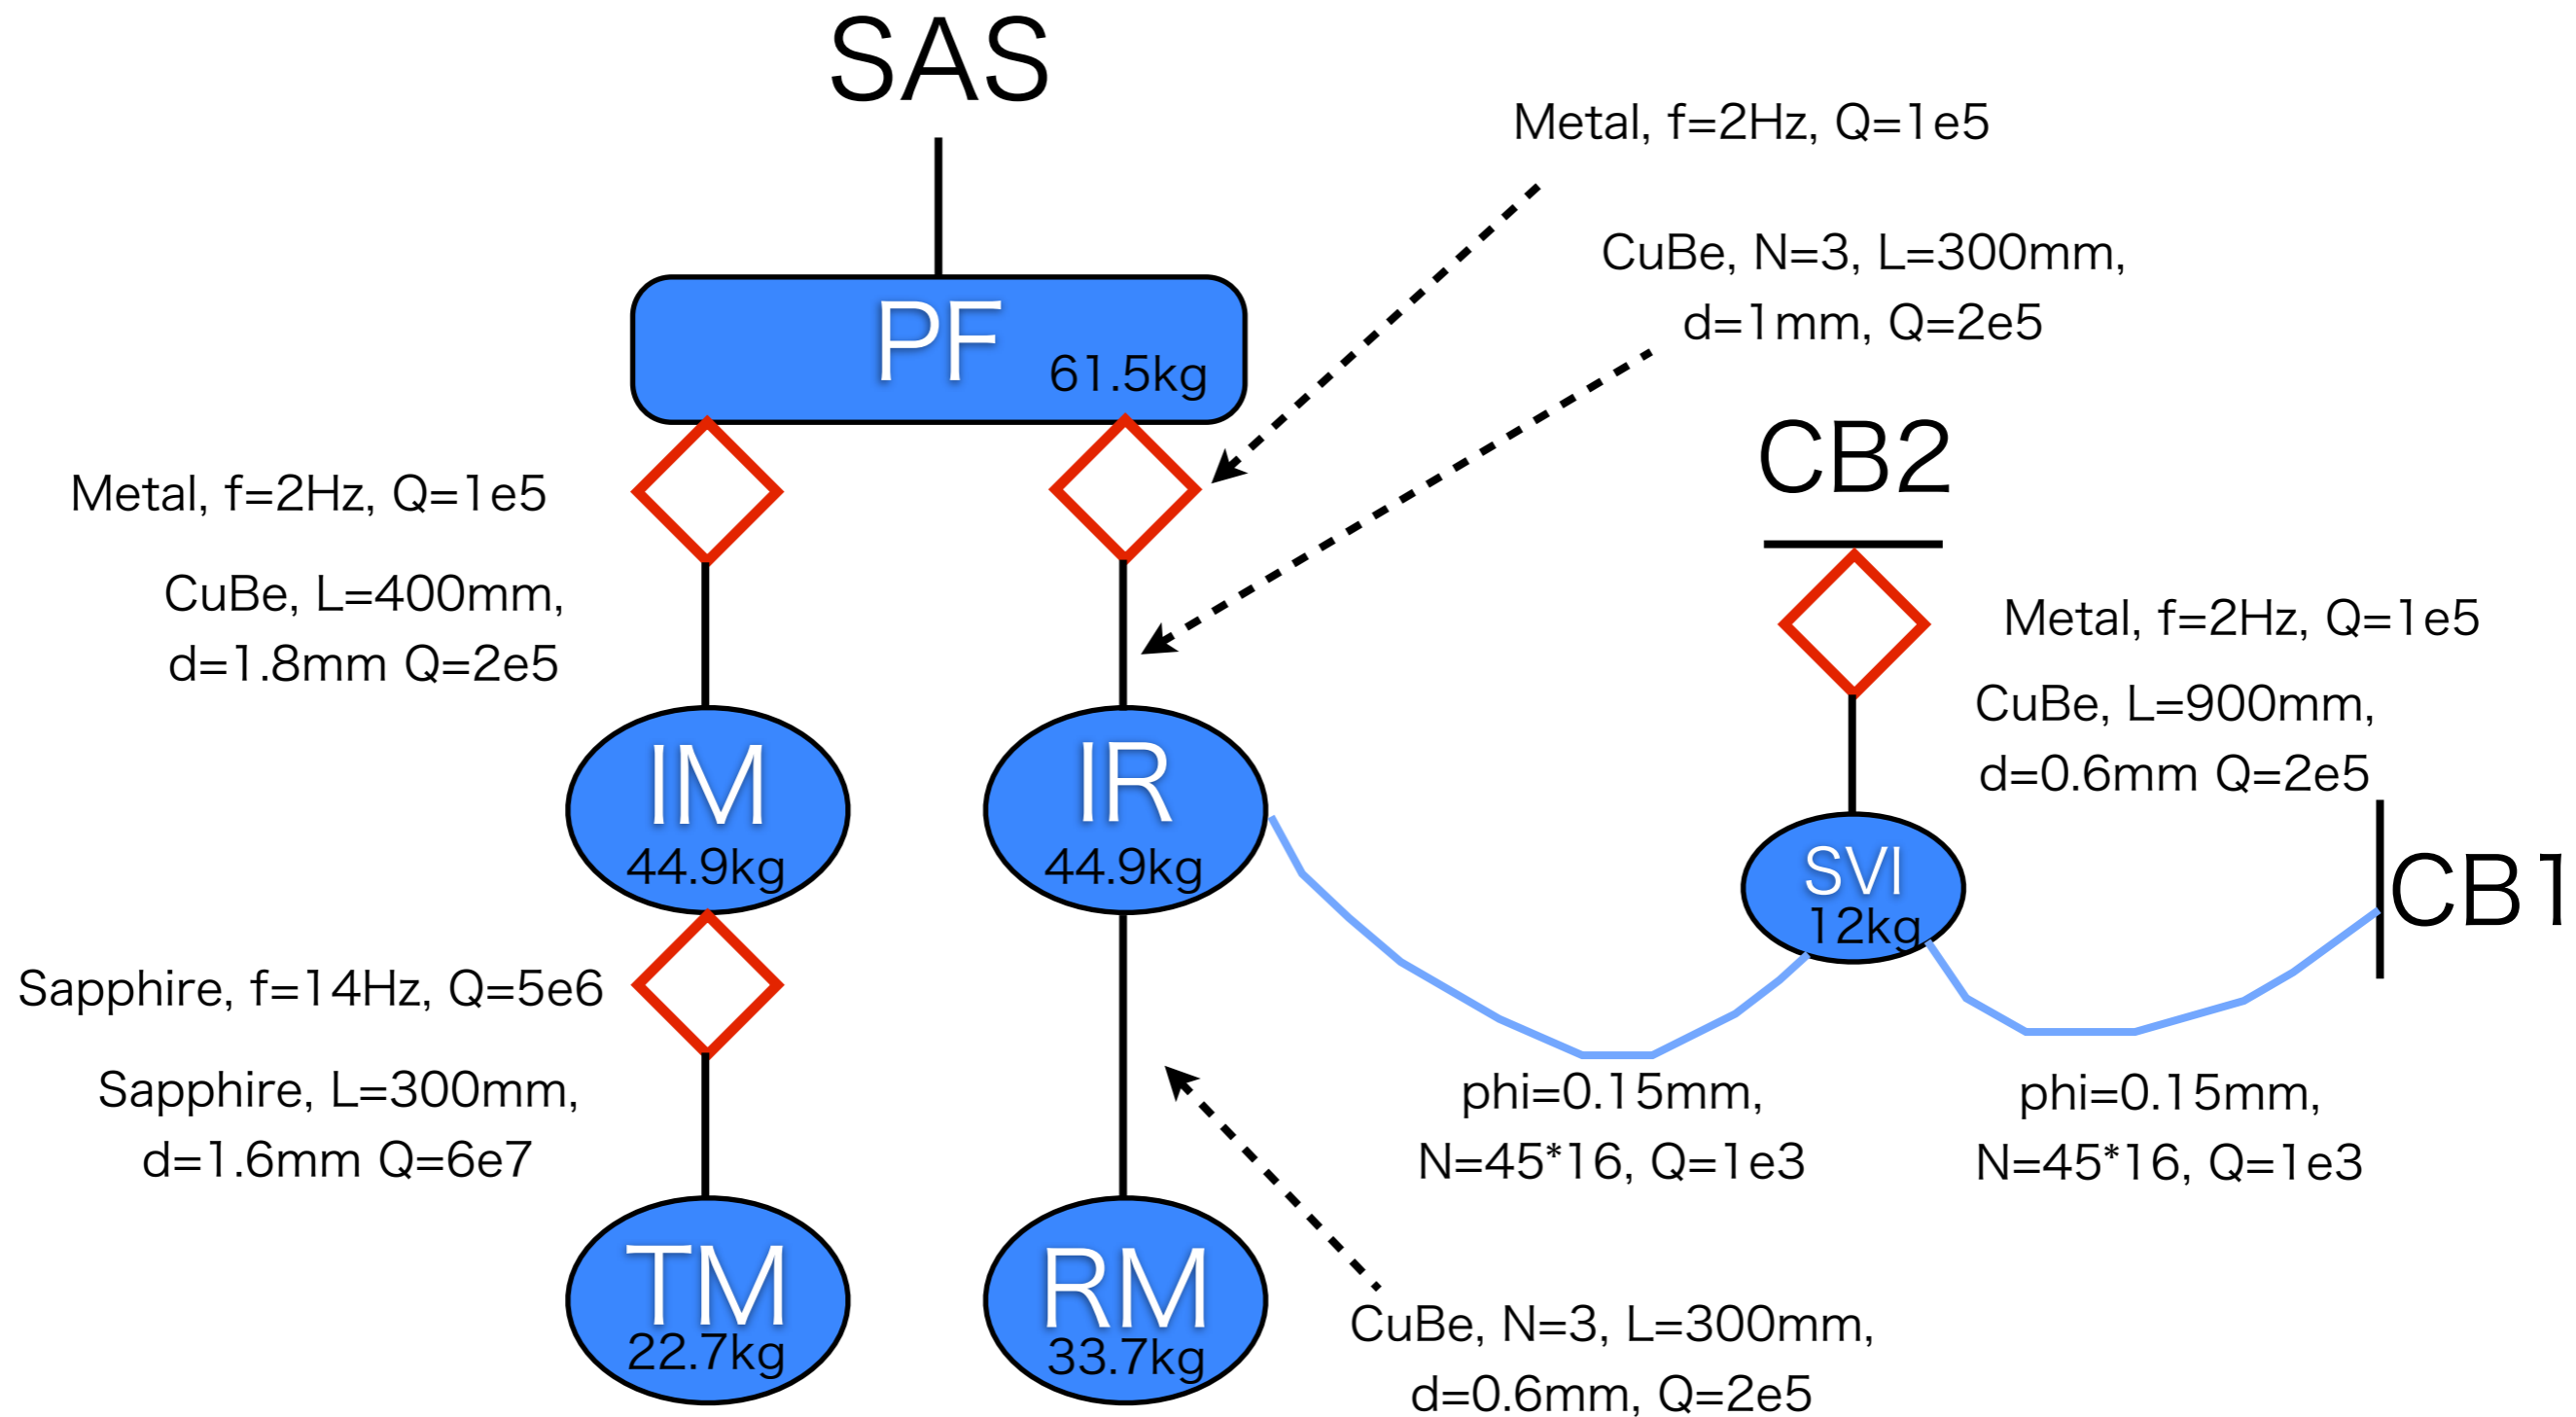 SAS
Metal, f=2Hz, Q=1e5
CuBe, N=3, L=300mm,
d=1mm, Q=2e5
PF
61.5kg
CB2
Metal, f=2Hz, Q=1e5
CuBe, L=400mm,
d=1.8mm Q=2e5
Metal, f=2Hz, Q=1e5
CuBe, L=900mm,
d=0.6mm Q=2e5
IM
44.9kg
IR
44.9kg
SVI
12kg
CB1
Sapphire, f=14Hz, Q=5e6
Sapphire, L=300mm,
d=1.6mm Q=6e7
phi=0.15mm,
N=45*16, Q=1e3
phi=0.15mm,
N=45*16, Q=1e3
TM
22.7kg
RM
33.7kg
CuBe, N=3, L=300mm,
d=0.6mm, Q=2e5